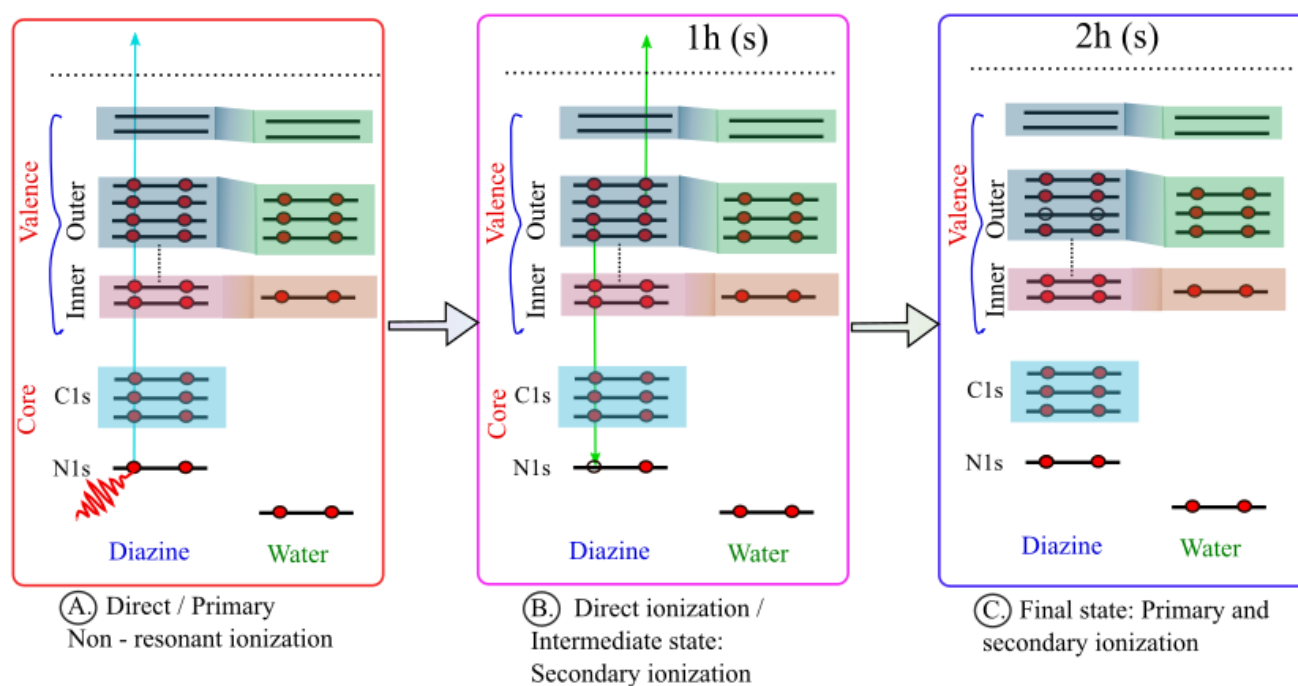 1h (s)
2h (s)
Valence
Outer
Inner
Core
C1s
N1s
Diazine
Water
Valence
Outer
Inner
Core
C1s
N1s
Diazine
Water
Valence
Outer
Inner
C1s
N1s
Diazine
Water
A. Direct / Primary
Non - resonant ionization
B. Direct ionization /
Intermediate state:
Secondary ionization
C. Final state: Primary and
secondary ionization